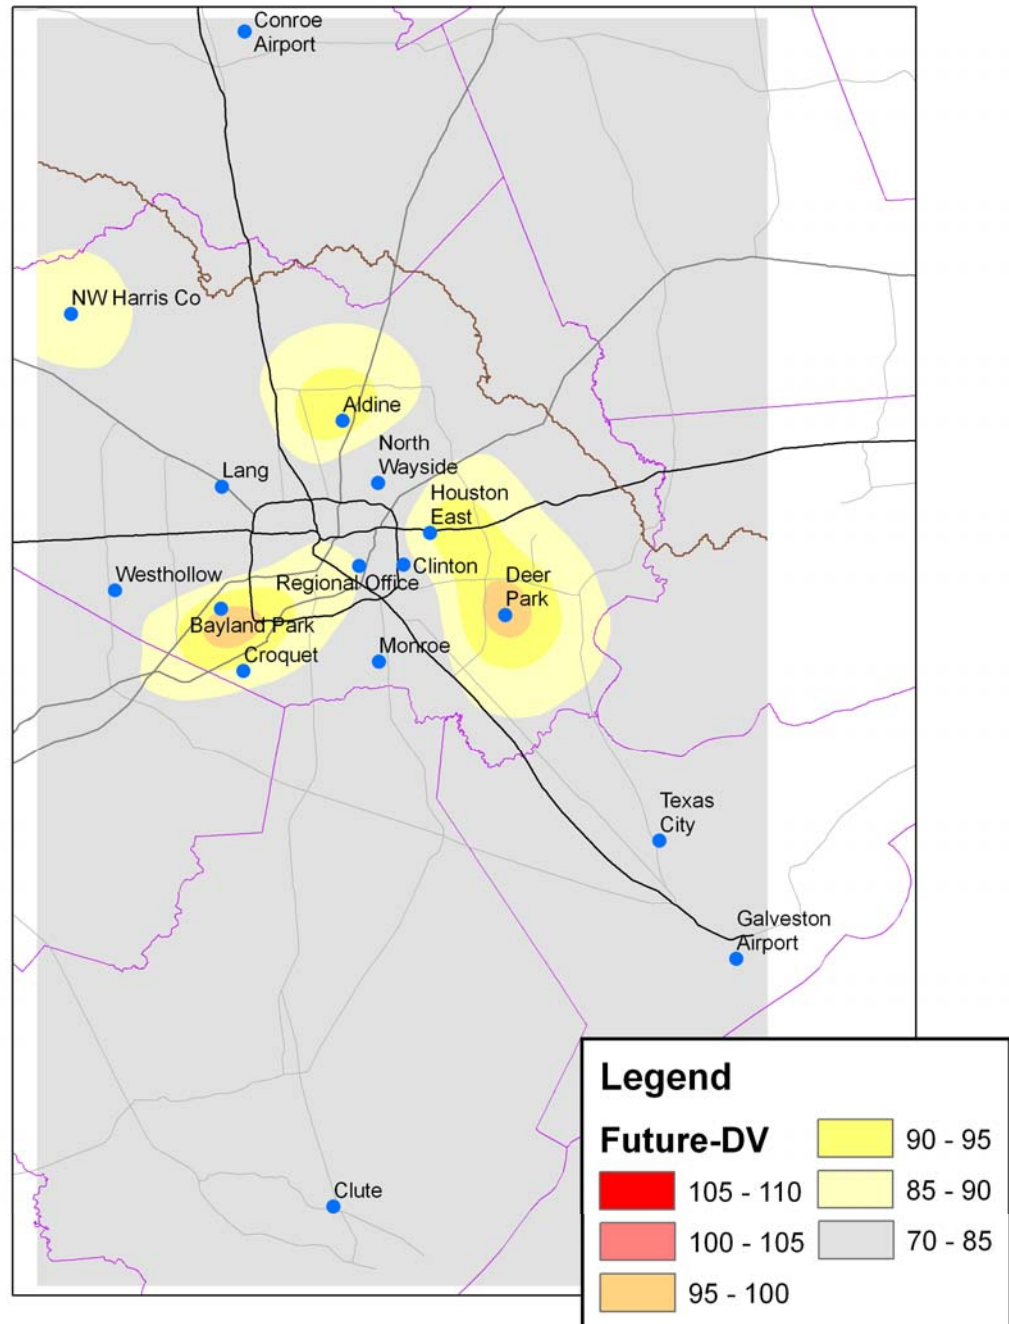 Conroe
Airport
NW Harris Co
Aldine
North
Wayside
Lang
Houston
East
Westhollow
Regional Office
Clinton
Deer
Park
Bayland Park
Croquet
Monroe
Texas
City
Galveston
Airport
Clute
Legend
Future-DV
105 - 110
100 - 105
95 - 100
90 - 95
85 - 90
70 - 85